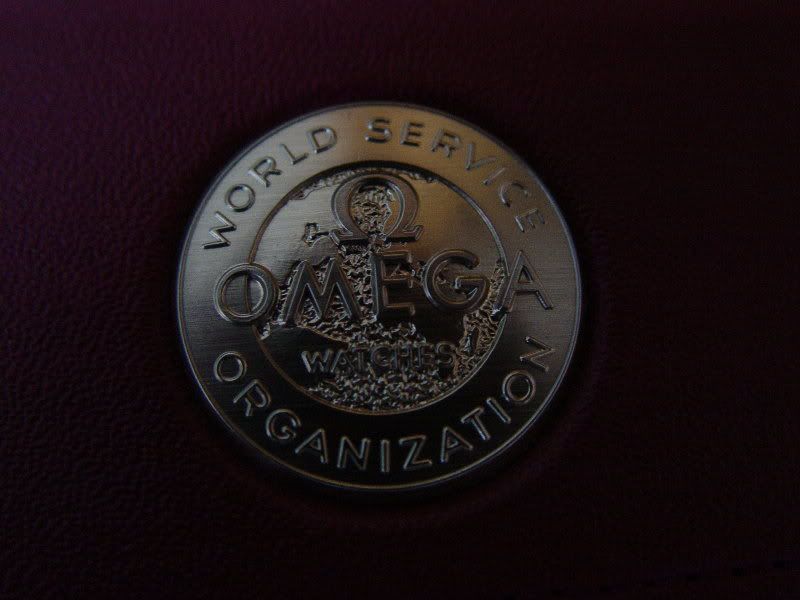 WORLD SERVICE
Ω
OMEGA
WATCHES
ORGANIZATION